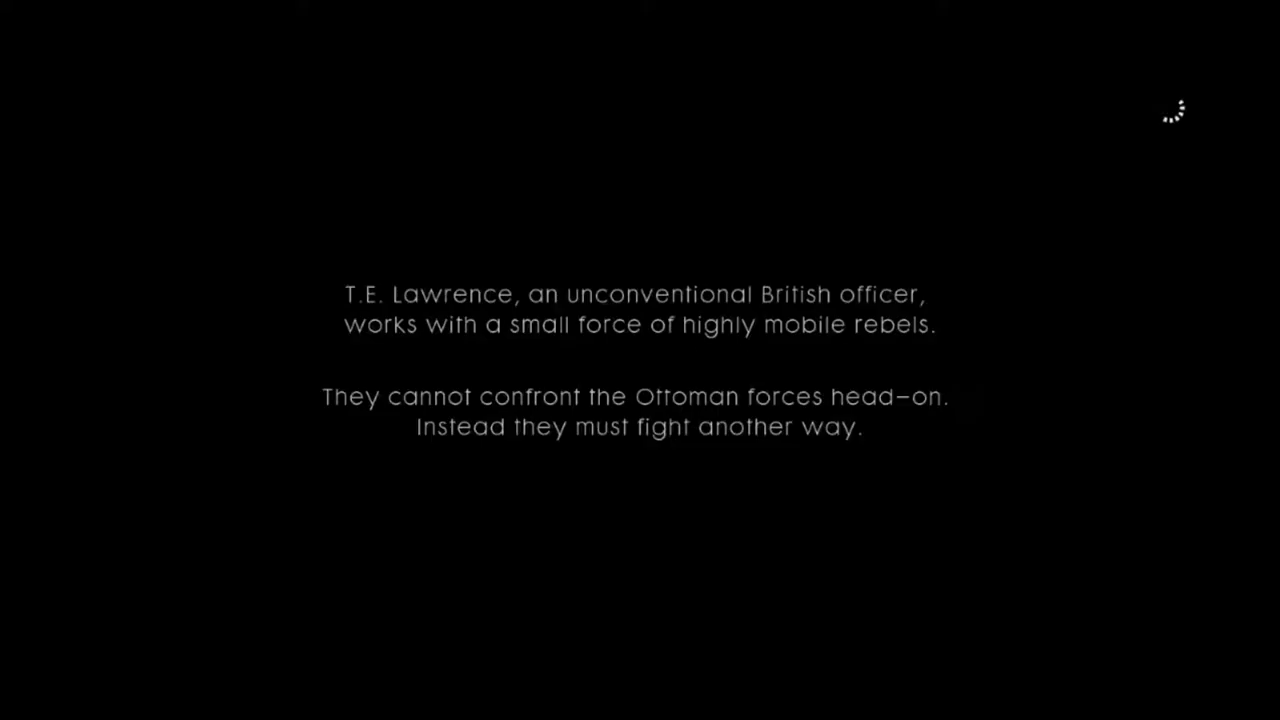 T.E. Lawrence, an unconventional British officer,
works with a small force of highly mobile rebels.
They cannot confront the Ottoman forces head-on.
Instead they must fight another way.